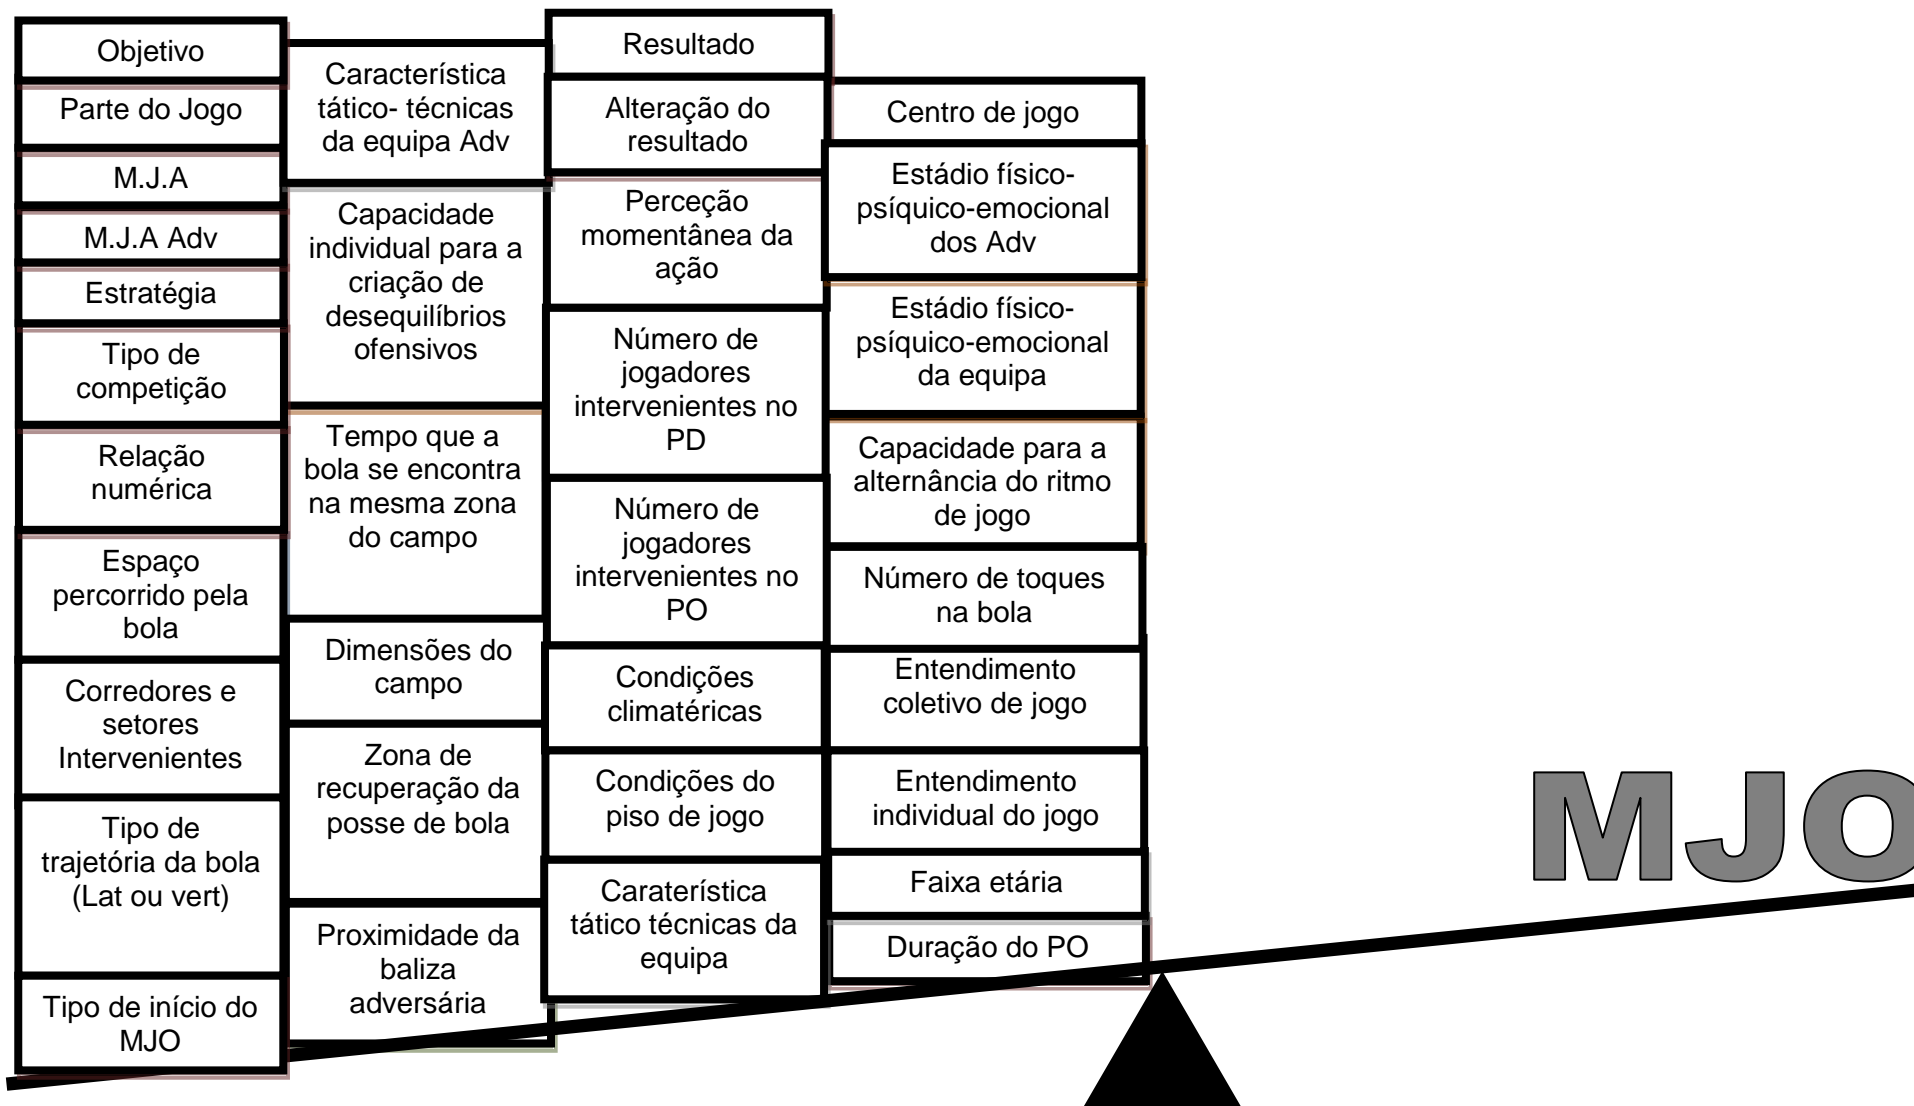 Objetivo
Parte do Jogo
M.J.A
M.J.A Adv
Estratégia
Tipo de
competição
Relação
numérica
Espaço
percorrido pela
bola
Corredores e
setores
Intervenientes
Tipo de
trajetória da bola
(Lat ou vert)
Tipo de início do
MJO
Característica
tático- técnicas
da equipa Adv
Capacidade
individual para a
criação de
desequilíbrios
ofensivos
Tempo que a
bola se encontra
na mesma zona
do campo
Dimensões do
campo
Zona de
recuperação da
posse de bola
Proximidade da
baliza
adversária
Resultado
Alteração do
resultado
Perceção
momentânea da
ação
Número de
jogadores
intervenientes no
PD
Número de
jogadores
intervenientes no
PO
Condições
climatéricas
Condições do
piso de jogo
Caraterística
tático técnicas da
equipa
Centro de jogo
Estádio físico-
psíquico-emocional
dos Adv
Estádio físico-
psíquico-emocional
da equipa
Capacidade para a
alternância do ritmo
de jogo
Número de toques
na bola
Entendimento
coletivo de jogo
Entendimento
individual do jogo
Faixa etária
Duração do PO
MJO